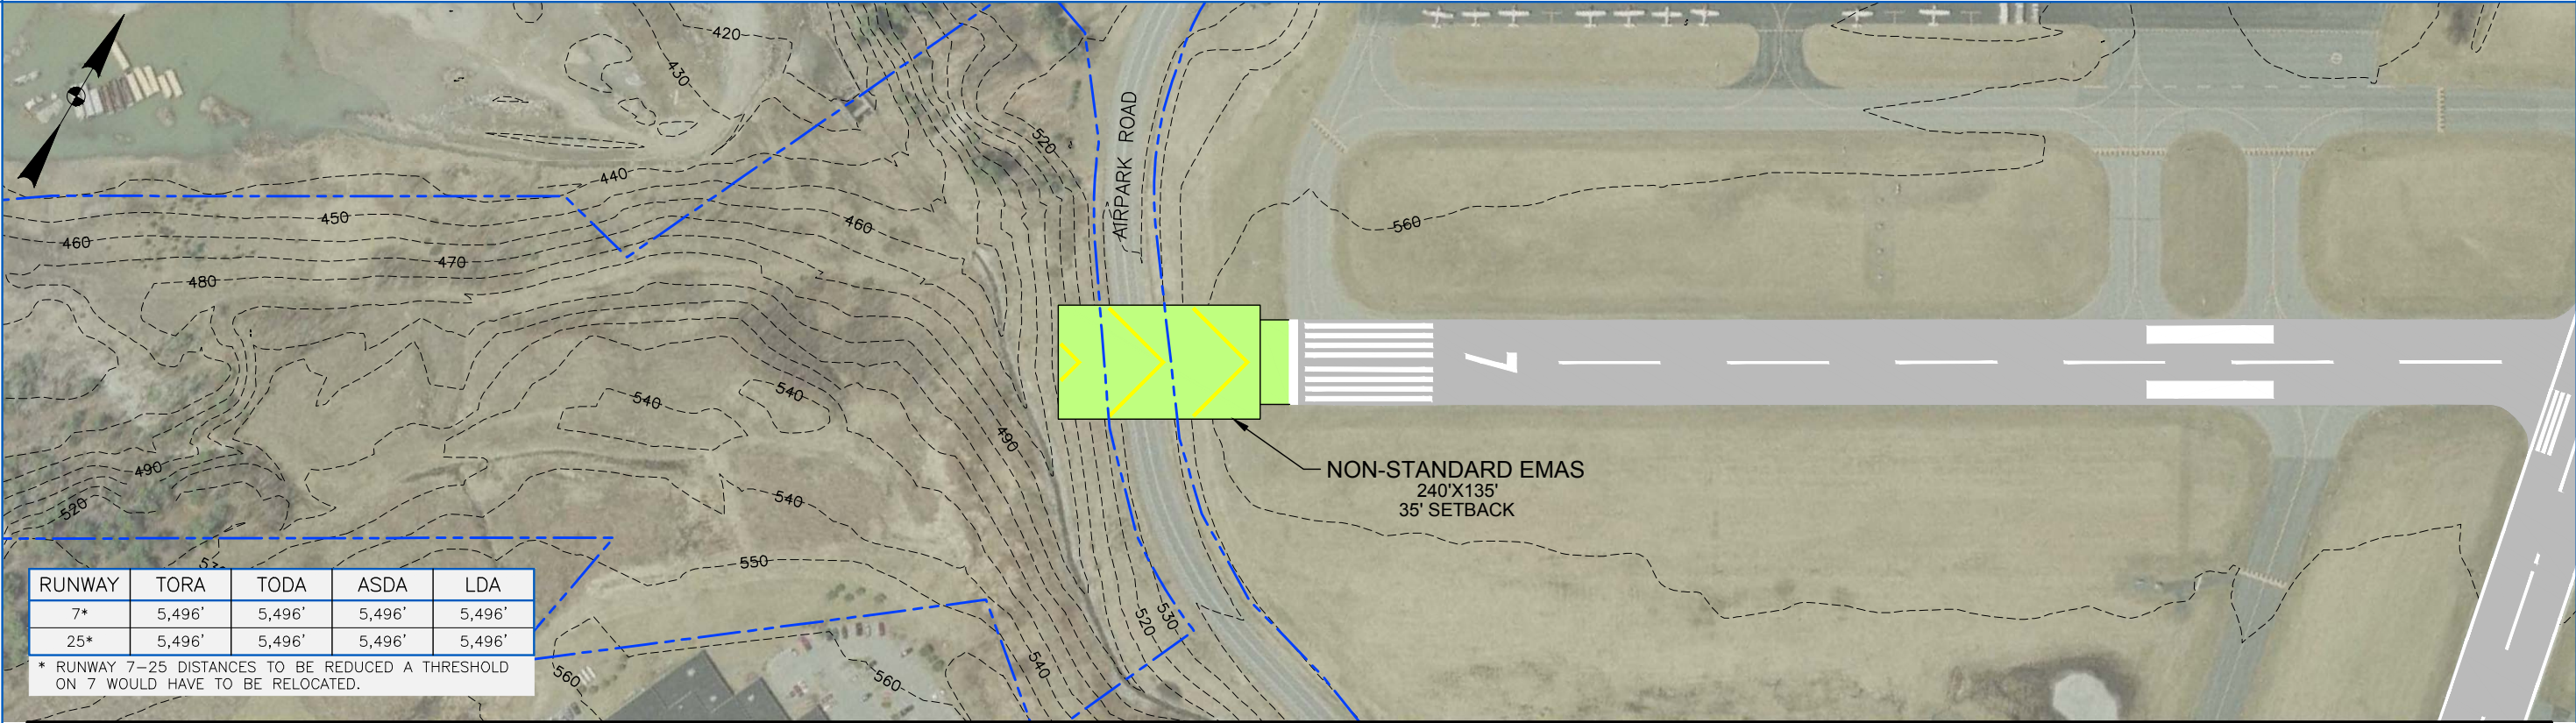 420
430
520
AIRPARK ROAD
440
450
460
460
470
480
560
7
540
540
490
490
520
540
550
530
520
540
560
560
NON-STANDARD EMAS
240'X135'
35' SETBACK
RUNWAY TORA TODA ASDA LDA
7* 5,496' 5,496' 5,496' 5,496'
25* 5,496' 5,496' 5,496' 5,496'
* RUNWAY 7-25 DISTANCES TO BE REDUCED A THRESHOLD
ON 7 WOULD HAVE TO BE RELOCATED.